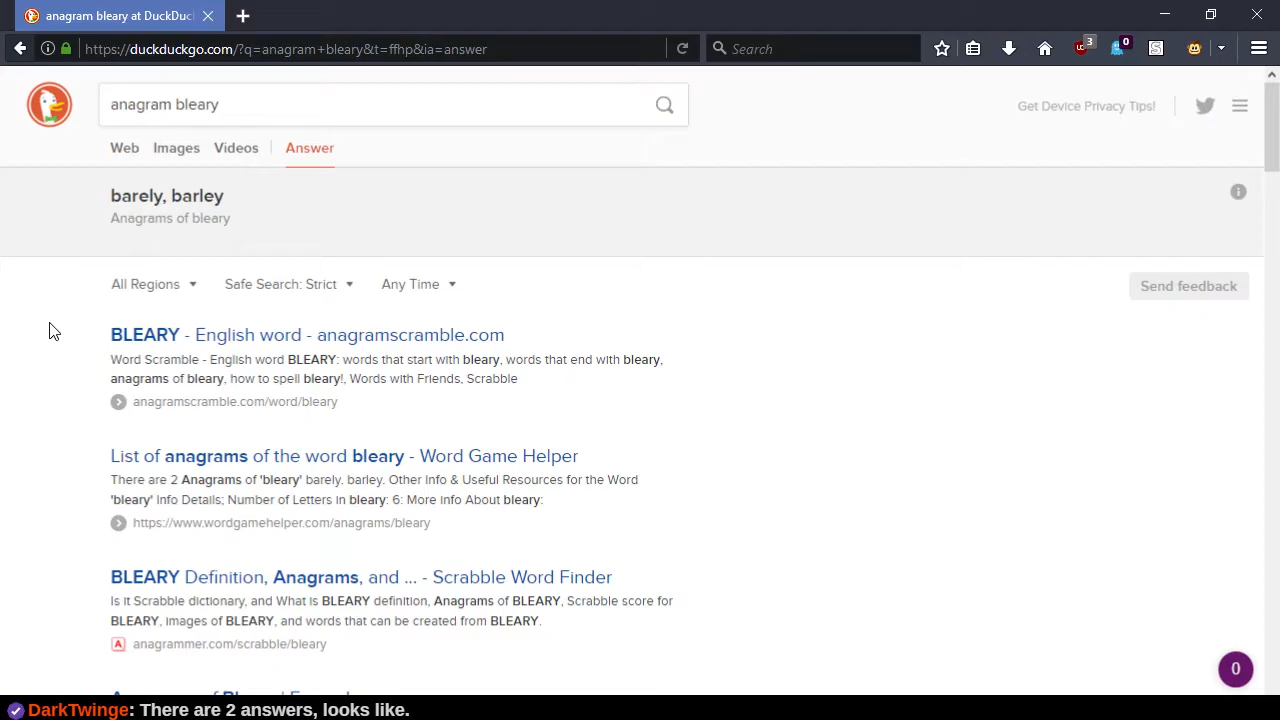 anagram bleary at DuckDuc
https://duckduckgo.com/?q=anagram+bleary&t=ffhp&ia=answer
Search
3
0
S
anagram bleary
Get Device Privacy Tips!
Web Images Videos Answer
barely, barley
Anagrams of bleary
All Regions Safe Search: Strict Any Time
Send feedback
BLEARY - English word - anagramscramble.com
Word Scramble - English word BLEARY: words that start with bleary, words that end with bleary,
anagrams of bleary, how to spell bleary!, Words with Friends, Scrabble
anagramscramble.com/word/bleary
List of anagrams of the word bleary - Word Game Helper
There are 2 Anagrams of 'bleary' barely. barley. Other Info & Useful Resources for the Word
'bleary' Info Details; Number of Letters in bleary: 6: More info About bleary:
https://www.wordgamehelper.com/anagrams/bleary
BLEARY Definition, Anagrams, and ... - Scrabble Word Finder
Is it Scrabble dictionary, and What is BLEARY definition, Anagrams of BLEARY, Scrabble score for
BLEARY, images of BLEARY, and words that can be created from BLEARY.
A
anagrammer.com/scrabble/bleary
0
DarkTwinge: There are 2 answers, looks like.